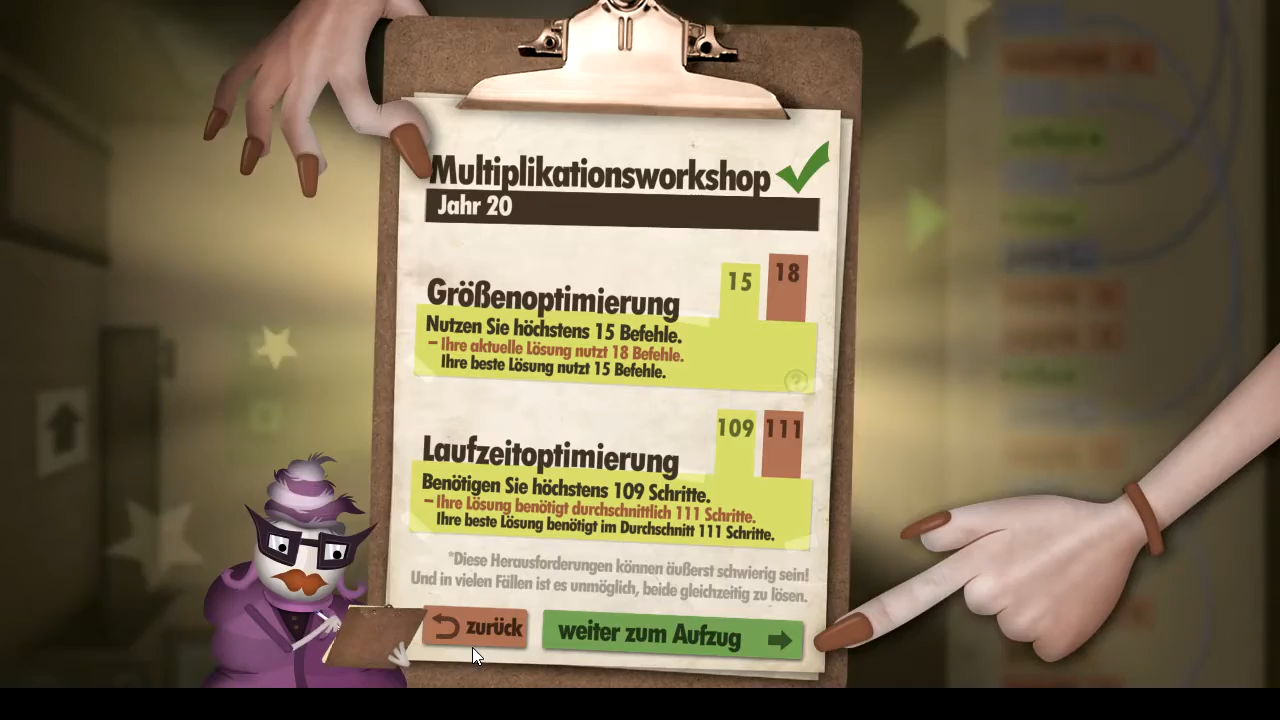 Multiplikationsworkshop
Jahr 20
15 18
Größenoptimierung
Nutzen Sie höchstens 15 Befehle.
– Ihre aktuelle Lösung nutzt 18 Befehle.
Ihre beste Lösung nutzt 15 Befehle.
?
109 111
Laufzeitoptimierung
Benötigen Sie höchstens 109 Schritte.
– Ihre Lösung benötigt durchschnittlich 111 Schritte.
Ihre beste Lösung benötigt im Durchschnitt 111 Schritte.
*Diese Herausforderungen können äußerst schwierig sein!
Und in vielen Fällen ist es unmöglich, beide gleichzeitig zu lösen.
zurück weiter zum Aufzug